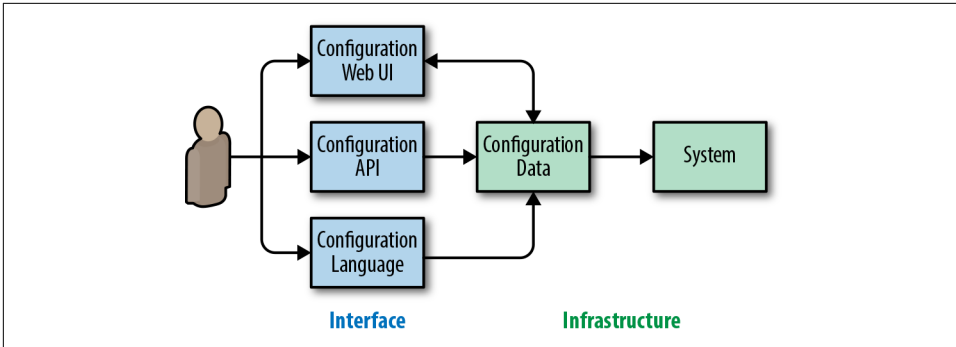 Configuration
Web UI
Configuration
API
Configuration
Data
System
Configuration
Language
Interface
Infrastructure